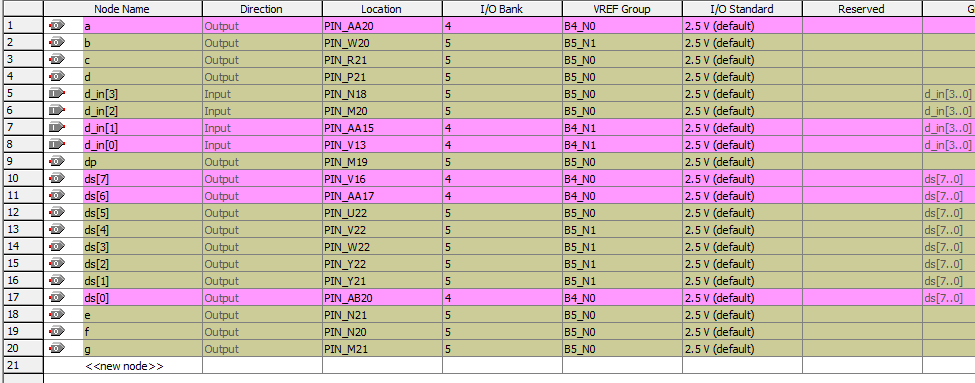 Node Name Direction Location I/O Bank VREF Group I/O Standard Reserved G
1 a Output PIN_AA20 4 B4_N0 2.5 V (default)
2 b Output PIN_W20 5 B5_N1 2.5 V (default)
3 c Output PIN_R21 5 B5_N0 2.5 V (default)
4 d Output PIN_P21 5 B5_N0 2.5 V (default)
5 d_in[3] Input PIN_N18 5 B5_N0 2.5 V (default) d_in[3..0]
6 d_in[2] Input PIN_M20 5 B5_N0 2.5 V (default) d_in[3..0]
7 d_in[1] Input PIN_AA15 4 B4_N1 2.5 V (default) d_in[3..0]
8 d_in[0] Input PIN_V13 4 B4_N1 2.5 V (default) d_in[3..0]
9 dp Output PIN_M19 5 B5_N0 2.5 V (default)
10 ds[7] Output PIN_V16 4 B4_N0 2.5 V (default) ds[7..0]
11 ds[6] Output PIN_AA17 4 B4_N0 2.5 V (default) ds[7..0]
12 ds[5] Output PIN_U22 5 B5_N0 2.5 V (default) ds[7..0]
13 ds[4] Output PIN_V22 5 B5_N1 2.5 V (default) ds[7..0]
14 ds[3] Output PIN_W22 5 B5_N1 2.5 V (default) ds[7..0]
15 ds[2] Output PIN_Y22 5 B5_N1 2.5 V (default) ds[7..0]
16 ds[1] Output PIN_Y21 5 B5_N1 2.5 V (default) ds[7..0]
17 ds[0] Output PIN_AB20 4 B4_N0 2.5 V (default) ds[7..0]
18 e Output PIN_N21 5 B5_N0 2.5 V (default)
19 f Output PIN_N20 5 B5_N0 2.5 V (default)
20 g Output PIN_M21 5 B5_N0 2.5 V (default)
21 <<new node>>